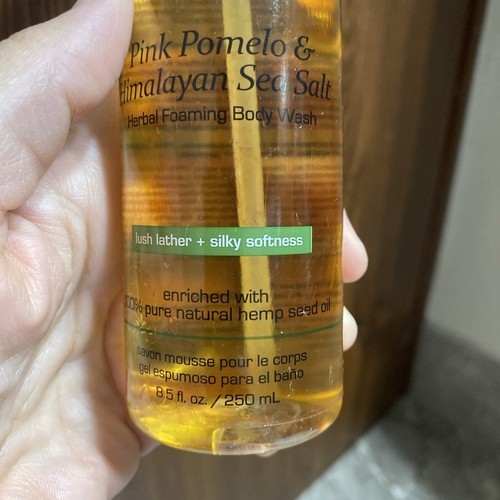 Pink Pomelo &
Himalayan Sea Salt
Herbal Foaming Body Wash
lush lather + silky softness
enriched with
100% pure natural hemp seed oil
savon mousse pour le corps
gel espumoso para el baño
8.5 fl. oz. / 250 mL